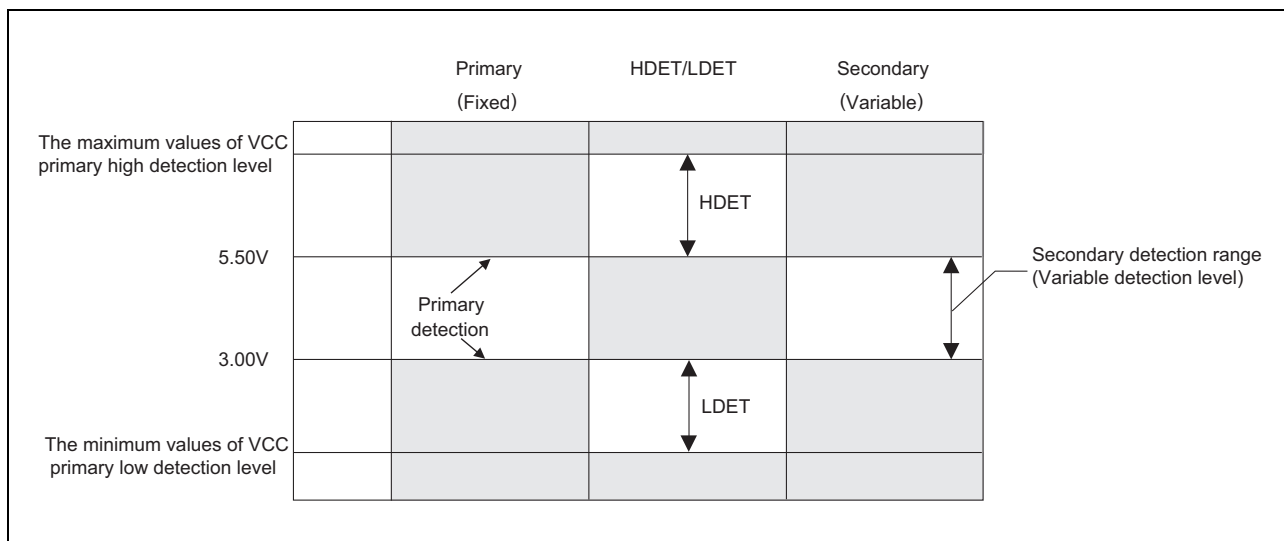 Primary
(Fixed)
HDET/LDET
Secondary
(Variable)
The maximum values of VCC
primary high detection level
HDET
5.50V
Secondary detection range
(Variable detection level)
Primary
detection
3.00V
LDET
The minimum values of VCC
primary low detection level